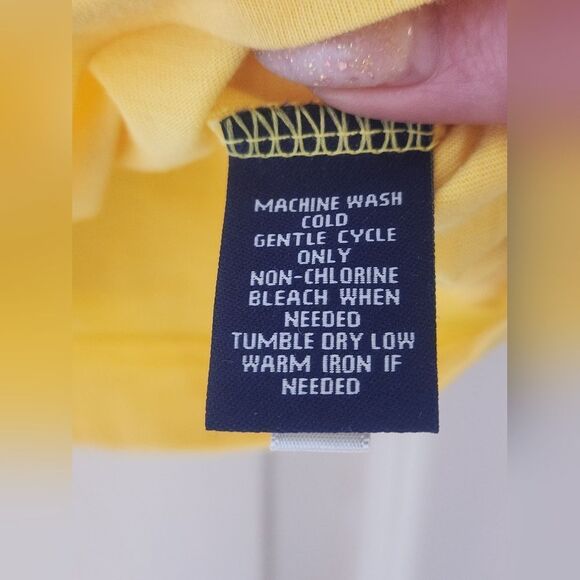 MACHINE WASH
COLD
GENTLE CYCLE
ONLY
NON-CHLORINE
BLEACH WHEN
NEEDED
TUMBLE DRY LOW
WARM IRON IF
NEEDED